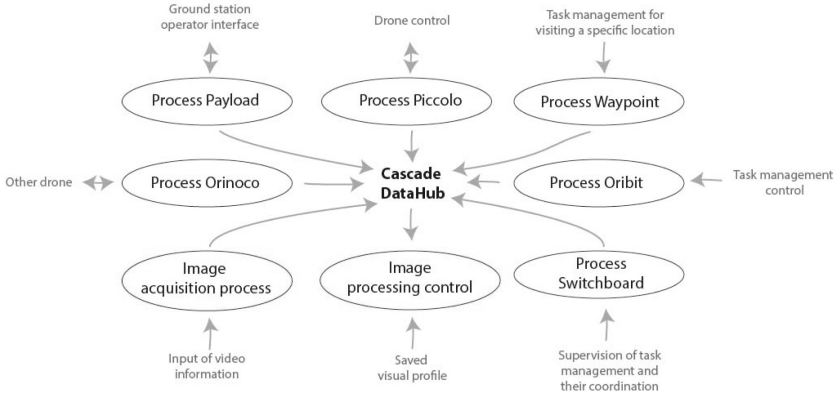 Ground station
operator interface
Drone control
Task management for
visiting a specific location
Process Payload
Process Piccolo
Process Waypoint
Other drone
Process Orinoco
Cascade
DataHub
Process Oribit
Task management
control
Image
acquisition process
Image
processing control
Process
Switchboard
Input of video
information
Saved
visual profile
Supervision of task
management and
their coordination